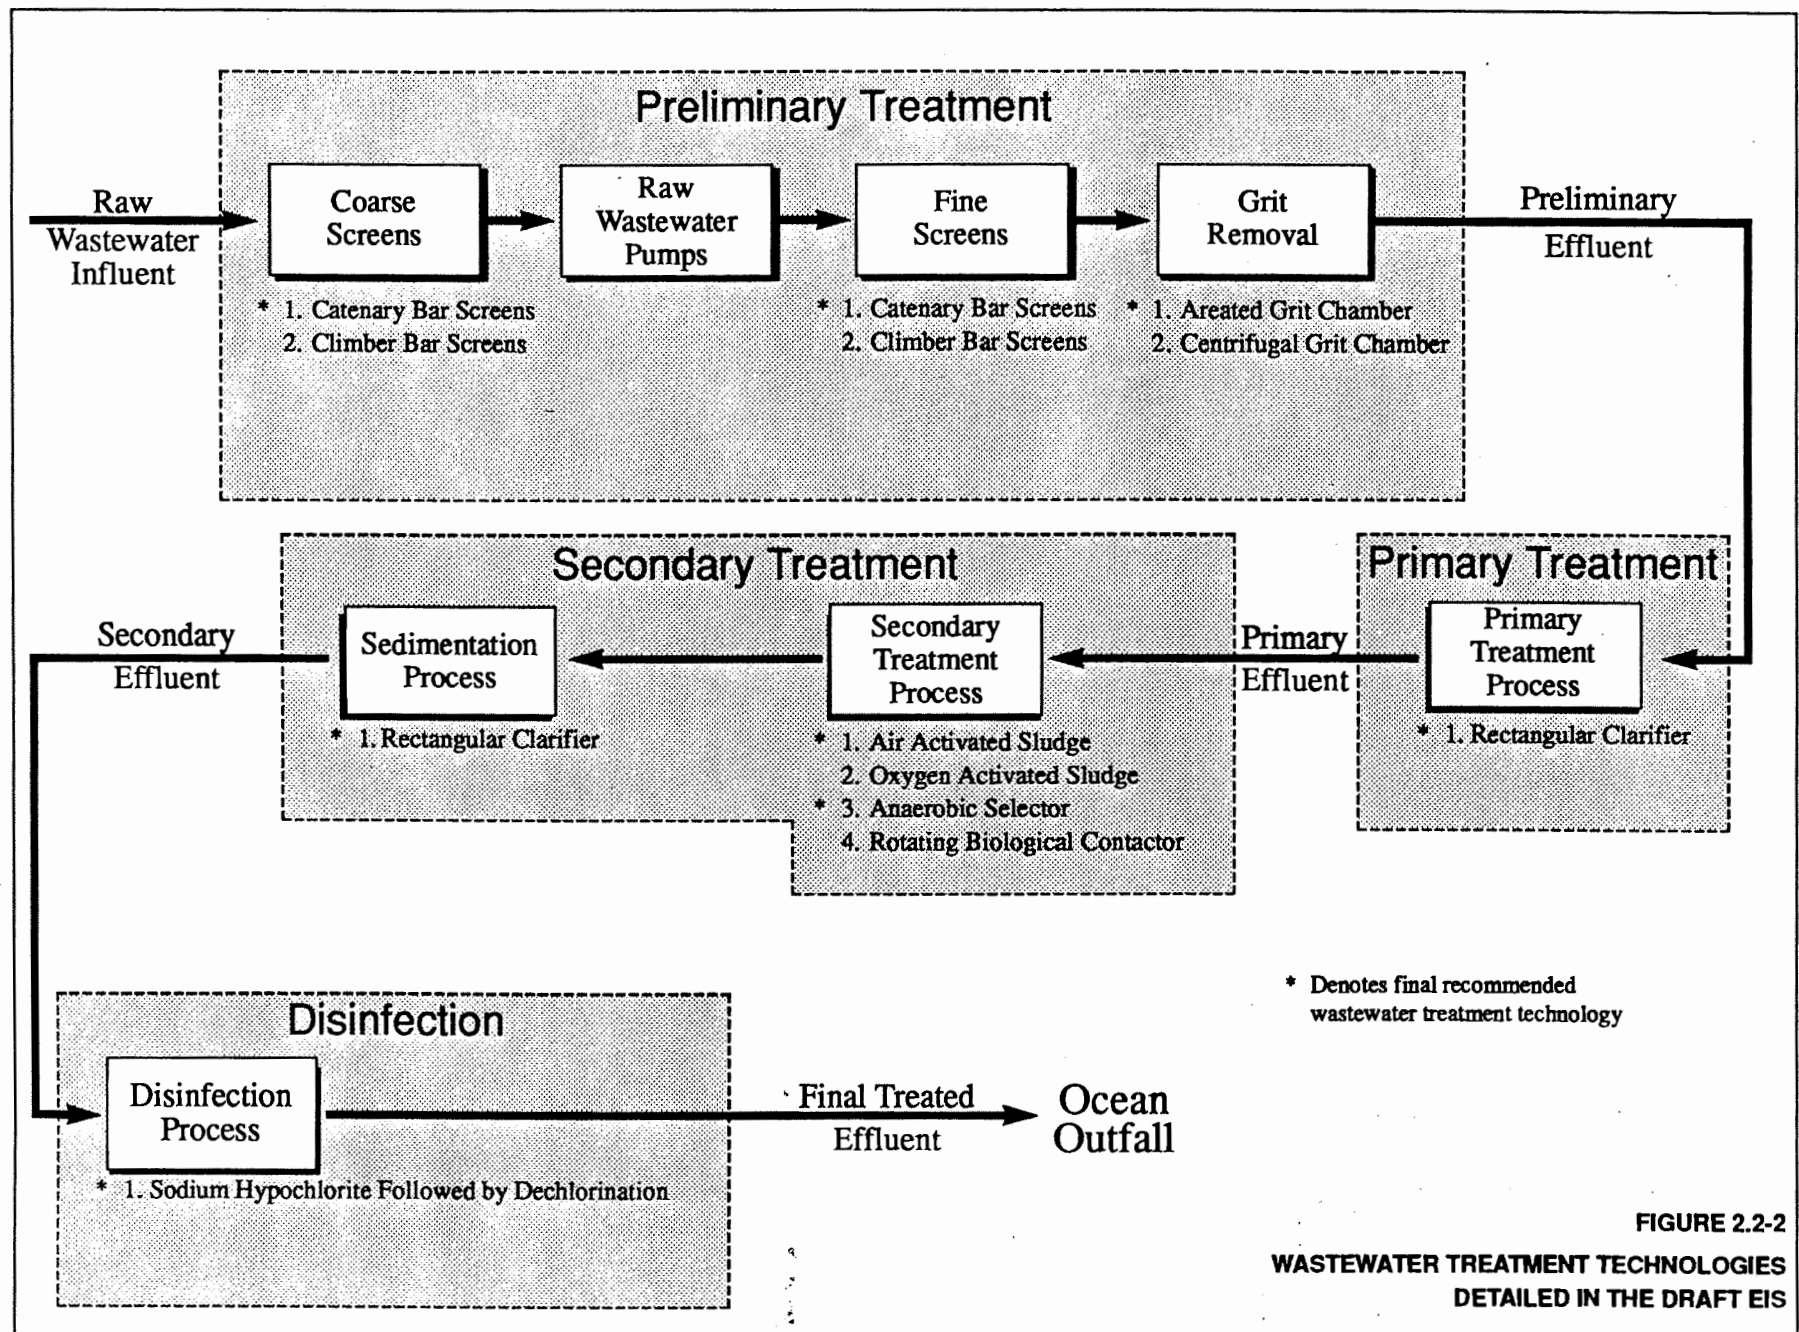 Preliminary Treatment
Raw
Wastewater
Influent
Coarse
Screens
* 1. Catenary Bar Screens
2. Climber Bar Screens
Raw
Wastewater
Pumps
Fine
Screens
* 1. Catenary Bar Screens
2. Climber Bar Screens
Grit
Removal
* 1. Areated Grit Chamber
2. Centrifugal Grit Chamber
Preliminary
Effluent
Primary Treatment
Primary
Treatment
Process
* 1. Rectangular Clarifier
Primary
Effluent
Secondary Treatment
Secondary
Treatment
Process
* 1. Air Activated Sludge
2. Oxygen Activated Sludge
* 3. Anaerobic Selector
4. Rotating Biological Contactor
Sedimentation
Process
* 1. Rectangular Clarifier
Secondary
Effluent
Disinfection
Disinfection
Process
* 1. Sodium Hypochlorite Followed by Dechlorination
Final Treated
Effluent
Ocean
Outfall
* Denotes final recommended
wastewater treatment technology
FIGURE 2.2-2
WASTEWATER TREATMENT TECHNOLOGIES
DETAILED IN THE DRAFT EIS